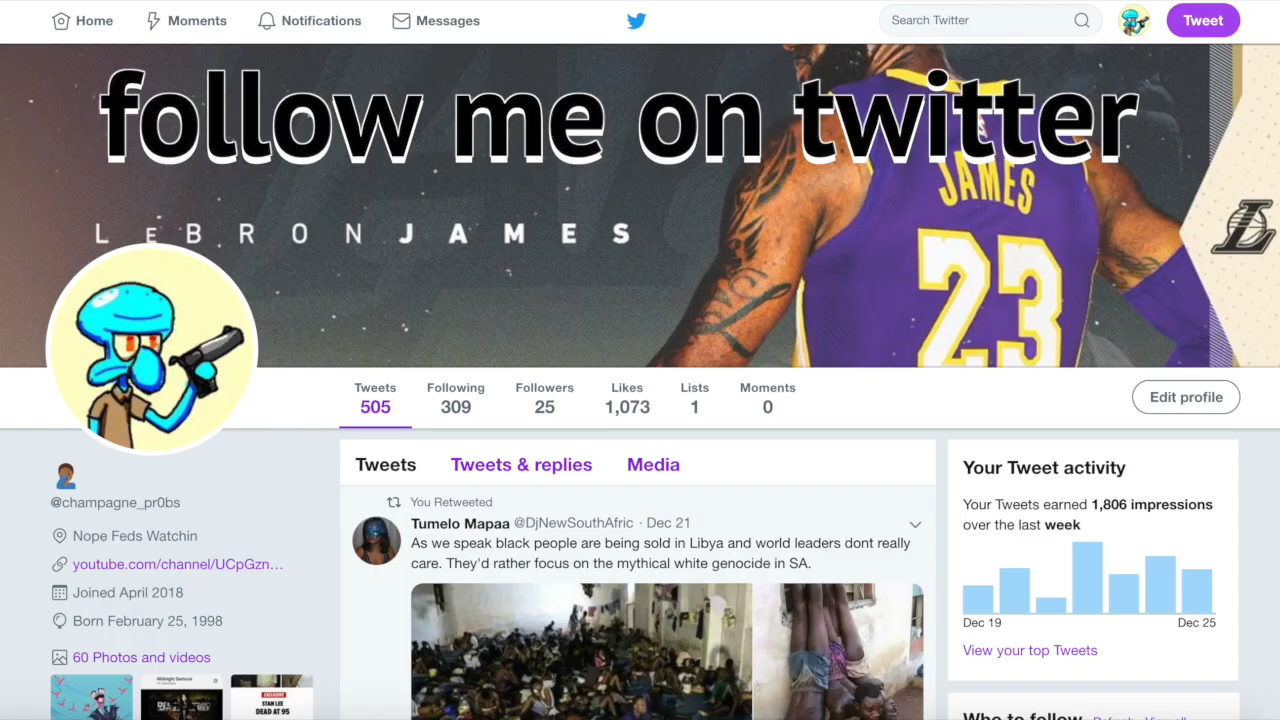 Home
Moments
Notifications
Messages
Search Twitter
Tweet
follow me on twitter
LEBRON JAMES
JAMES
23
L
Tweets
505
Following
309
Followers
25
Likes
1,073
Lists
1
Moments
0
Edit profile
@champagne_pr0bs
Nope Feds Watchin
youtube.com/channel/UCpGzn…
Joined April 2018
Born February 25, 1998
60 Photos and videos
Midnight Samurai
EXCLUSIVE
STAN LEE
DEAD AT 95
Tweets
Tweets & replies
Media
You Retweeted
Tumelo Mapaa @DjNewSouthAfric · Dec 21
As we speak black people are being sold in Libya and world leaders dont really
care. They'd rather focus on the mythical white genocide in SA.
Your Tweet activity
Your Tweets earned 1,806 impressions
over the last week
Dec 19
Dec 25
View your top Tweets
Who to follow